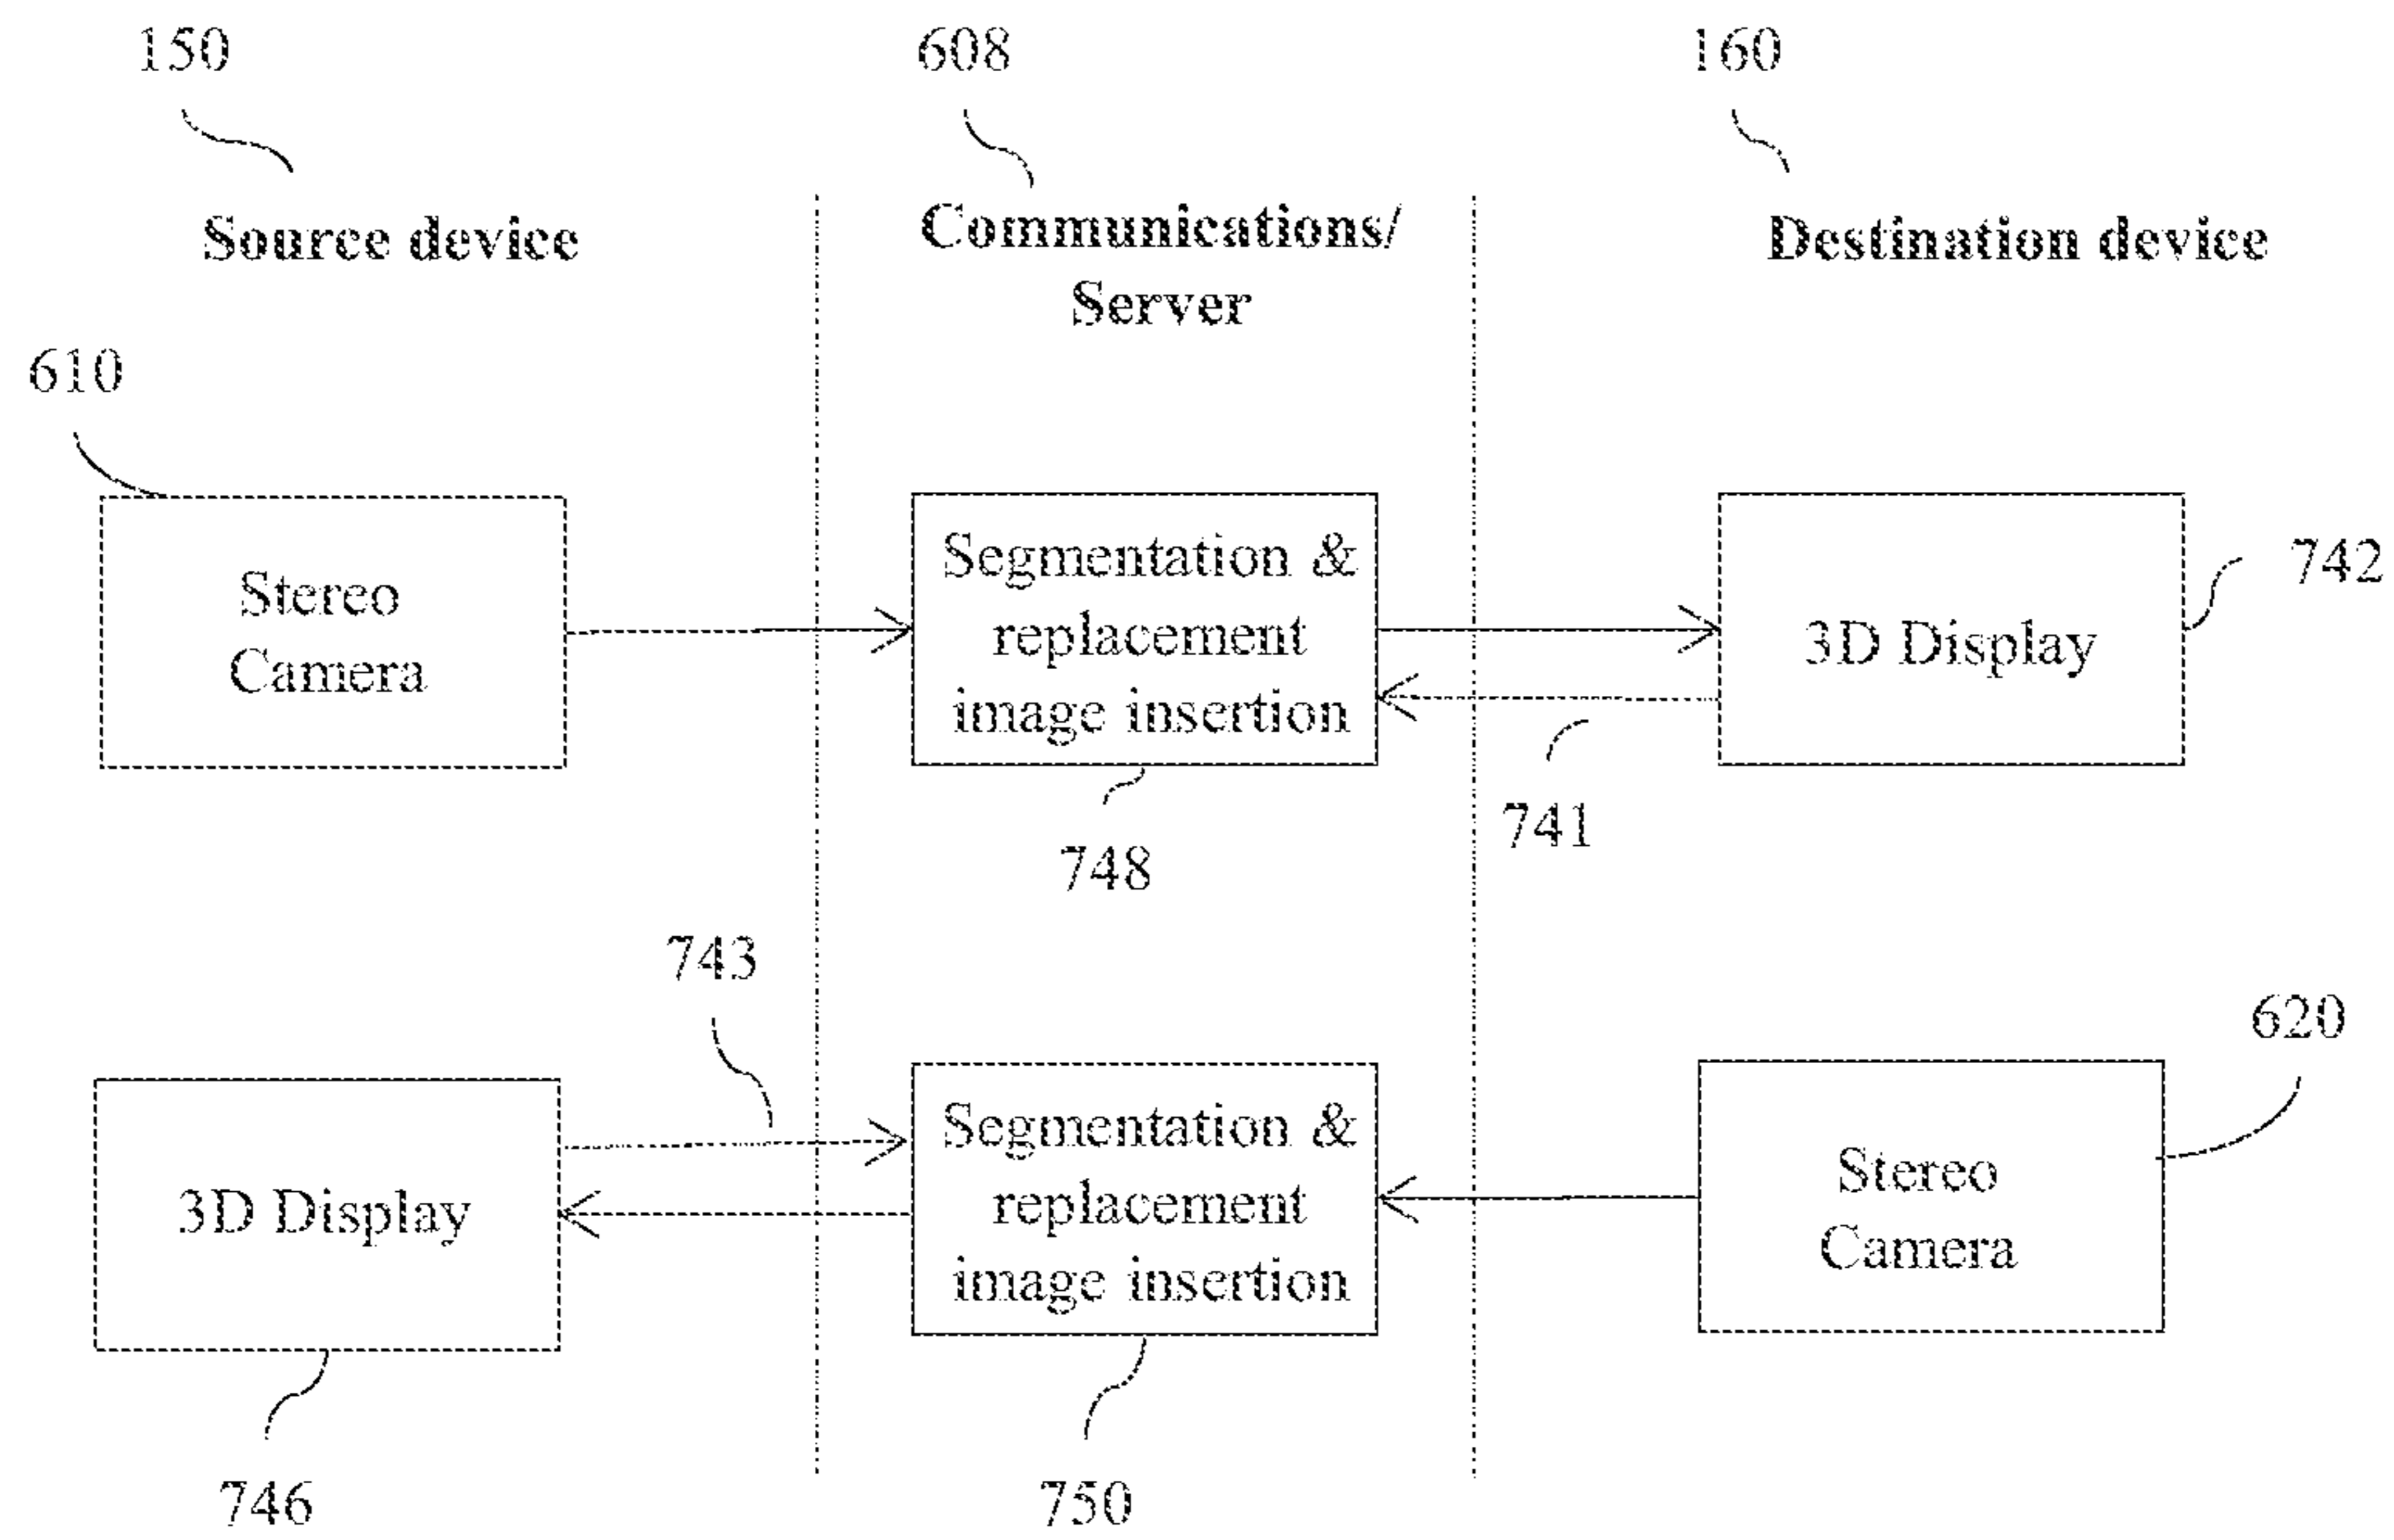 150
608
160
Source device
Communications/
Server
Destination device
610
Stereo
Camera
Segmentation &
replacement
image insertion
3D Display
742
741
748
743
620
3D Display
Segmentation &
replacement
image insertion
Stereo
Camera
746
750